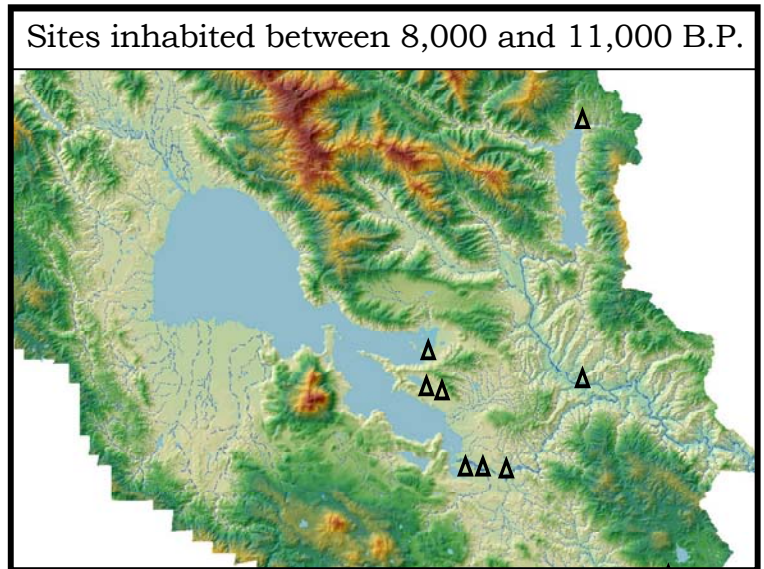 Sites inhabited between 8,000 and 11,000 B.P.